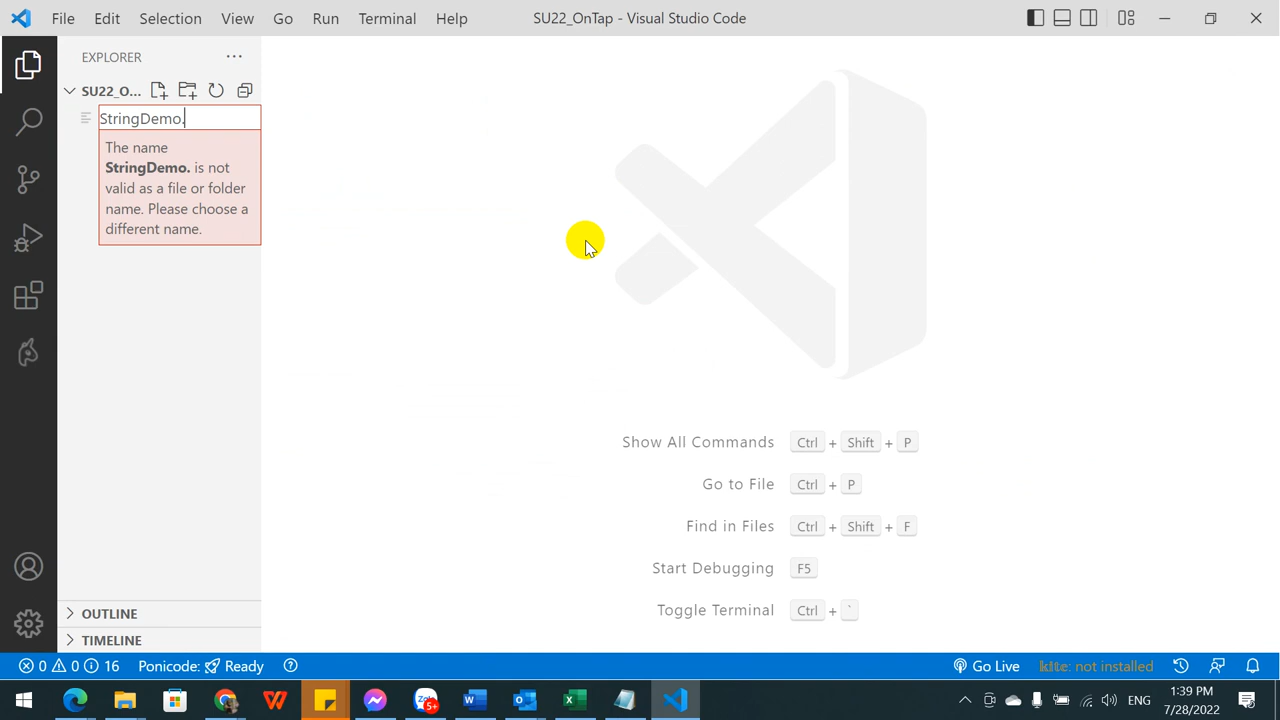 File Edit Selection View Go Run Terminal Help SU22_OnTap - Visual Studio Code
EXPLORER
SU22_O...
StringDemo.
The name
StringDemo. is not
valid as a file or folder
name. Please choose a
different name.
Show All Commands Ctrl + Shift + P
Go to File Ctrl + P
Find in Files Ctrl + Shift + F
Start Debugging F5
Toggle Terminal Ctrl + `
OUTLINE
TIMELINE
0 0 16 Ponicode: Ready Go Live kite: not installed
5+ ENG
1:39 PM
7/28/2022